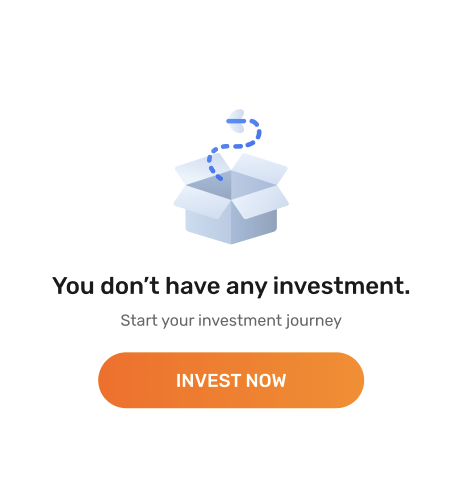 You don’t have any investment.
Start your investment journey
INVEST NOW